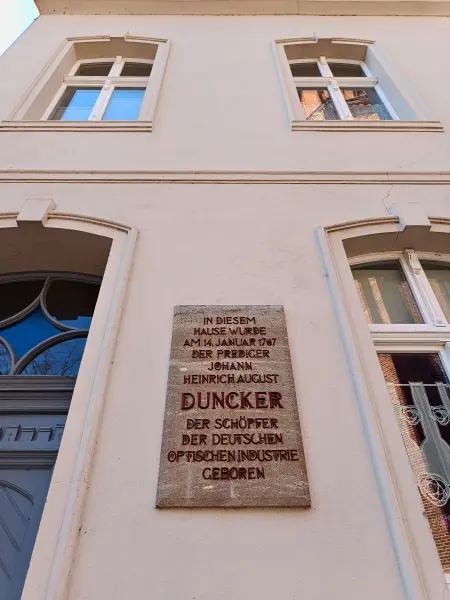 IN DIESEM
HAUSE WURDE
AM 14. JANUAR 1767
DER PREDIGER
JOHANN
HEINRICH AUGUST
DUNCKER
DER SCHÖPFER
DER DEUTSCHEN
OPTISCHEN INDUSTRIE
GEBOREN